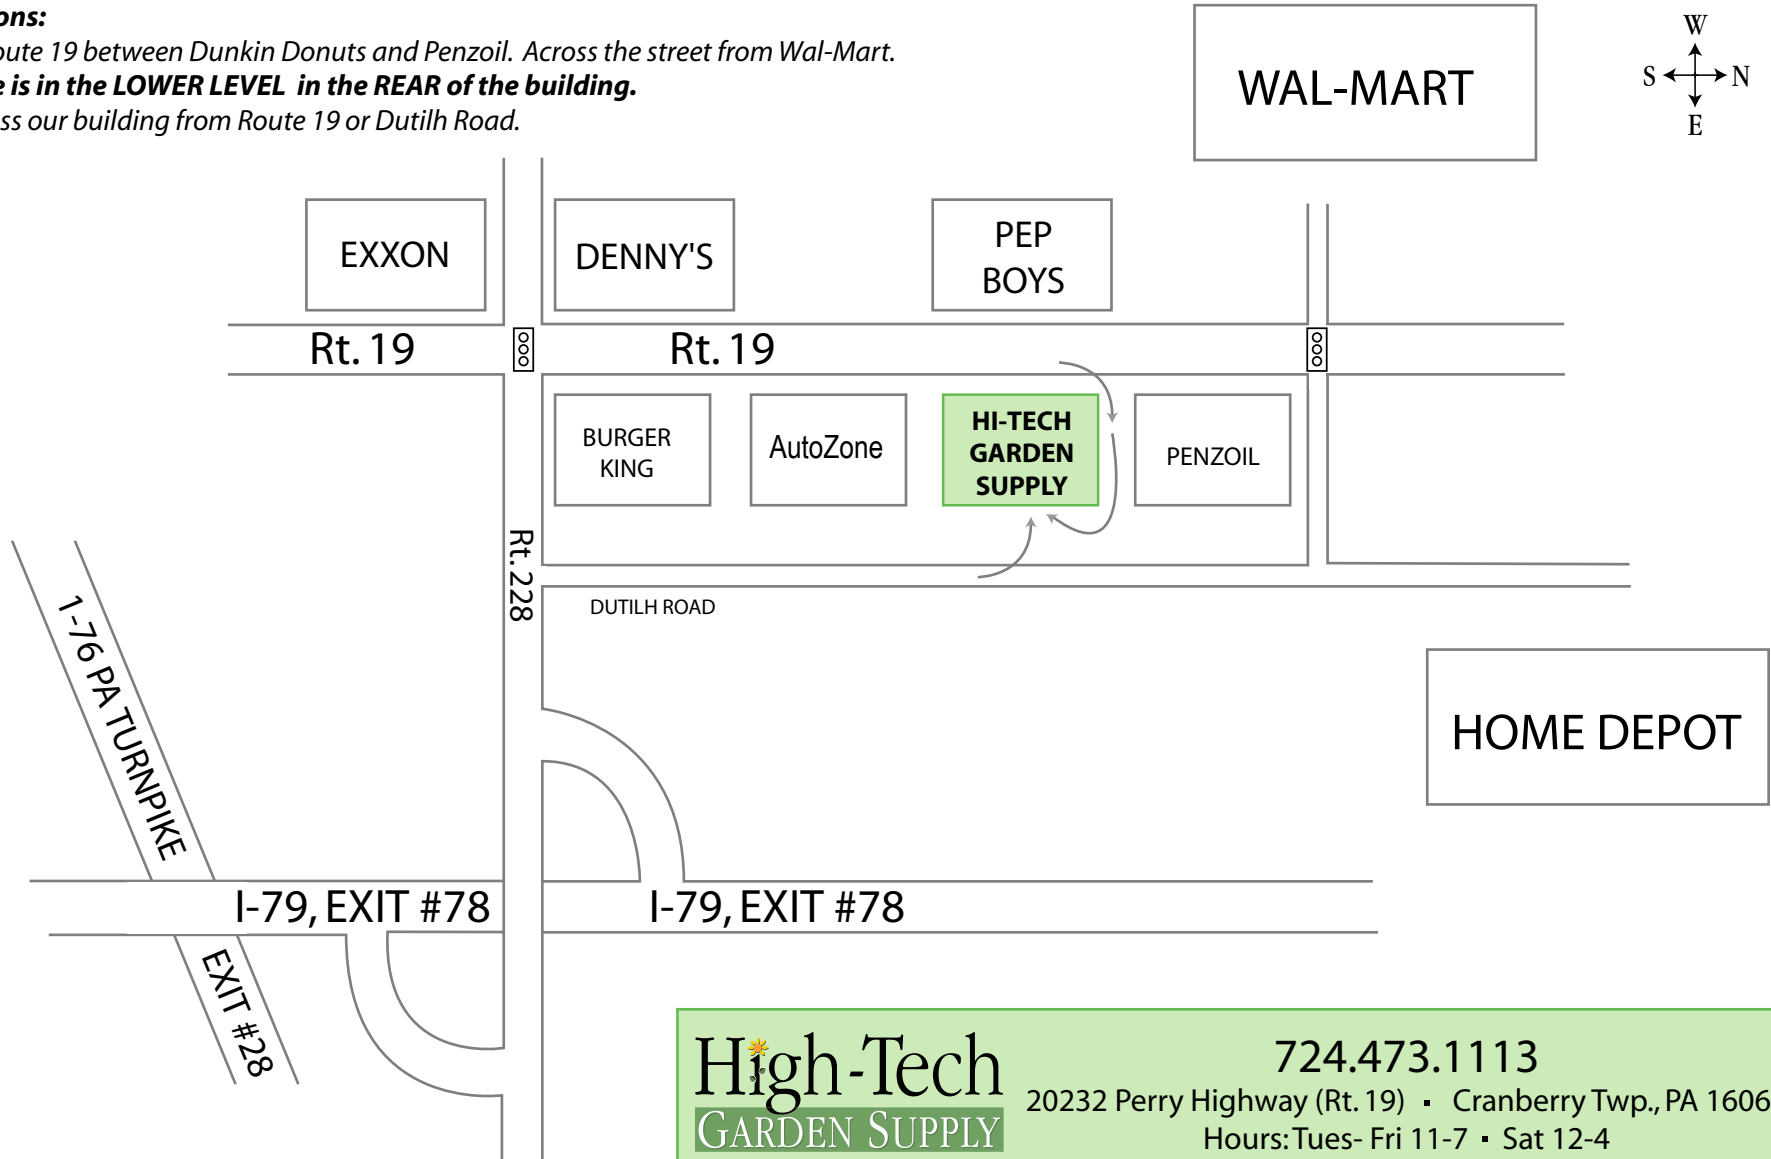 ons:
oute 19 between Dunkin Donuts and Penzoil. Across the street from Wal-Mart.
e is in the LOWER LEVEL in the REAR of the building.
ss our building from Route 19 or Dutilh Road.
WAL-MART
W
S N
E
EXXON
DENNY'S
PEP
BOYS
Rt. 19
Rt. 19
BURGER
KING
AutoZone
HI-TECH
GARDEN
SUPPLY
PENZOIL
Rt. 228
DUTILH ROAD
1-76 PA TURNPIKE
HOME DEPOT
I-79, EXIT #78
I-79, EXIT #78
EXIT #28
High-Tech
GARDEN SUPPLY
724.473.1113
20232 Perry Highway (Rt. 19) ▪ Cranberry Twp., PA 1606
Hours: Tues- Fri 11-7 ▪ Sat 12-4